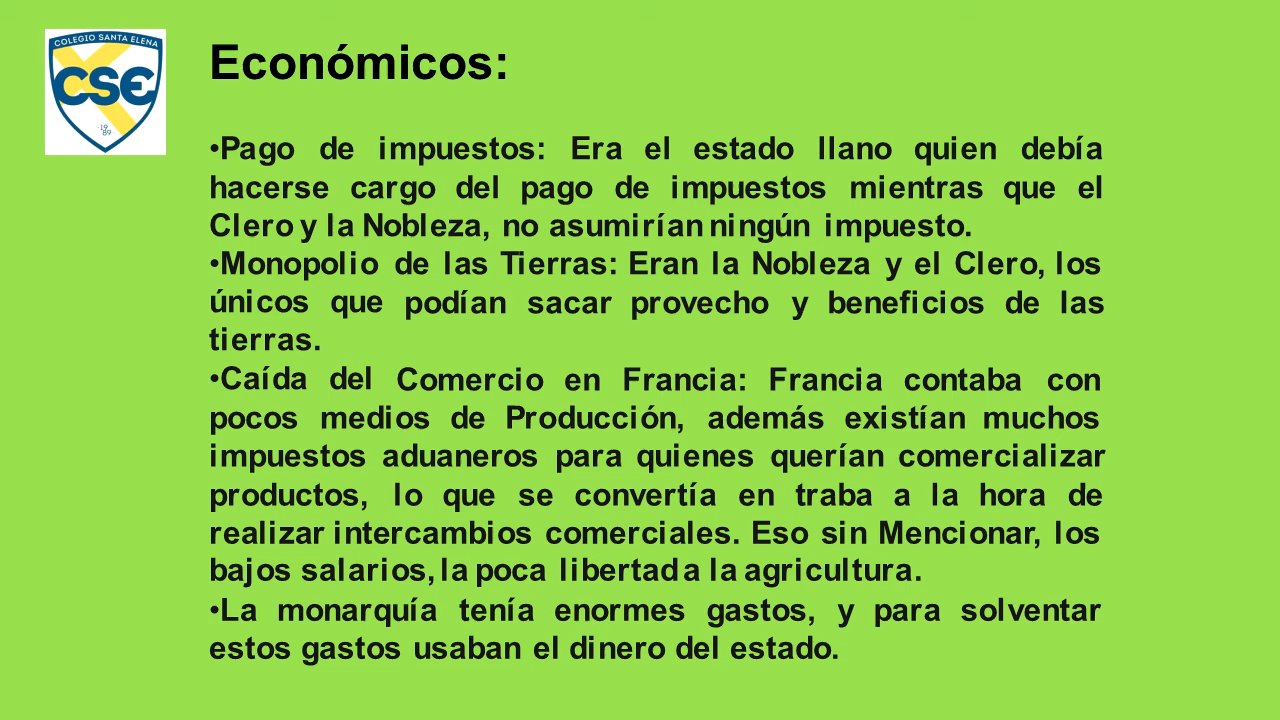 COLEGIO SANTA ELENA
CSE
19
89
Económicos:
•Pago de impuestos: Era el estado llano quien debía
hacerse cargo del pago de impuestos mientras que el
Clero y la Nobleza, no asumirían ningún impuesto.
•Monopolio de las Tierras: Eran la Nobleza y el Clero, los
únicos que podían sacar provecho y beneficios de las
tierras.
•Caída del Comercio en Francia: Francia contaba con
pocos medios de Producción, además existían muchos
impuestos aduaneros para quienes querían comercializar
productos, lo que se convertía en traba a la hora de
realizar intercambios comerciales. Eso sin Mencionar, los
bajos salarios, la poca libertad a la agricultura.
•La monarquía tenía enormes gastos, y para solventar
estos gastos usaban el dinero del estado.